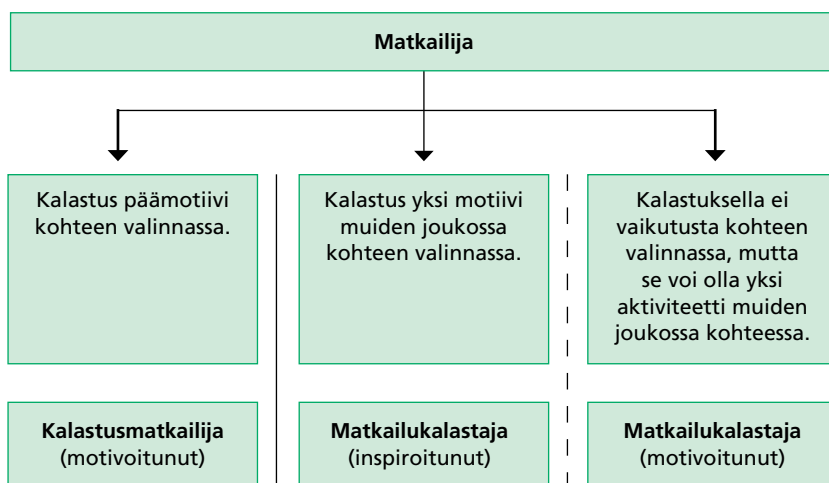 Matkailija
Kalastus päämotiivi
kohteen valinnassa.
Kalastus yksi motiivi
muiden joukossa
kohteen valinnassa.
Kalastuksella ei
vaikutusta kohteen
valinnassa, mutta
se voi olla yksi
aktiviteetti muiden
joukossa kohteessa.
Kalastusmatkailija
(motivoitunut)
Matkailukalastaja
(inspiroitunut)
Matkailukalastaja
(motivoitunut)